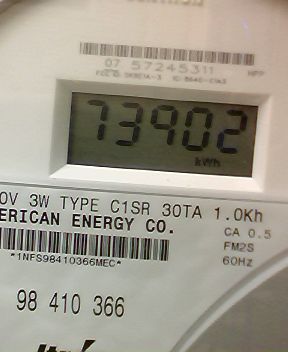 07 57245311
73902
kWh
0V 3W TYPE C1SR 30TA 1.0Kh
ERICAN ENERGY CO.
CA 0.5
FM2S
*1NFS98410366MEC*
60Hz
98 410 366